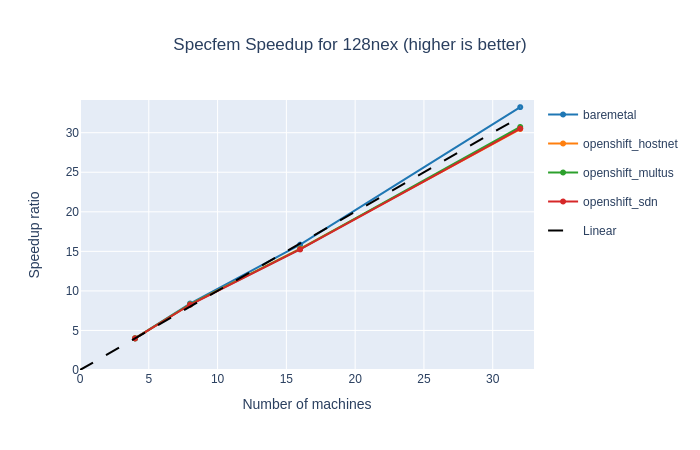 Specfem Speedup for 128nex (higher is better)
Speedup ratio
30
25
20
15
10
5
0
0 5 10 15 20 25 30
Number of machines
baremetal
openshift_hostnet
openshift_multus
openshift_sdn
Linear